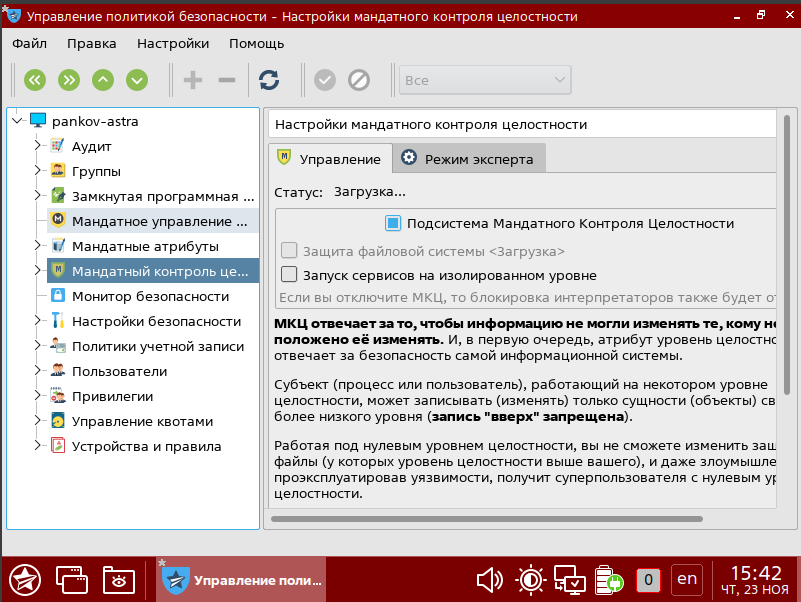 Управление политикой безопасности – Настройки мандатного контроля целостности
Файл Правка Настройки Помощь
Все
pankov-astra
Аудит
Группы
Замкнутая программная ...
Мандатное управление ...
Мандатные атрибуты
Мандатный контроль це...
Монитор безопасности
Настройки безопасности
Политики учетной записи
Пользователи
Привилегии
Управление квотами
Устройства и правила
Настройки мандатного контроля целостности
Управление Режим эксперта
Статус: Загрузка...
Подсистема Мандатного Контроля Целостности
Защита файловой системы <Загрузка>
Запуск сервисов на изолированном уровне
Если вы отключите МКЦ, то блокировка интерпретаторов также будет от
МКЦ отвечает за то, чтобы информацию не могли изменять те, кому не
положено её изменять. И, в первую очередь, атрибут уровень целостно
отвечает за безопасность самой информационной системы.
Субъект (процесс или пользователь), работающий на некотором уровне
целостности, может записывать (изменять) только сущности (объекты) св
более низкого уровня (запись "вверх" запрещена).
Работая под нулевым уровнем целостности, вы не сможете изменить защ
файлы (у которых уровень целостности выше вашего), и даже злоумышле
проэксплуатировав уязвимости, получит суперпользователя с нулевым ур
целостности.
Управление поли...
0
en
15:42
ЧТ, 23 НОЯ